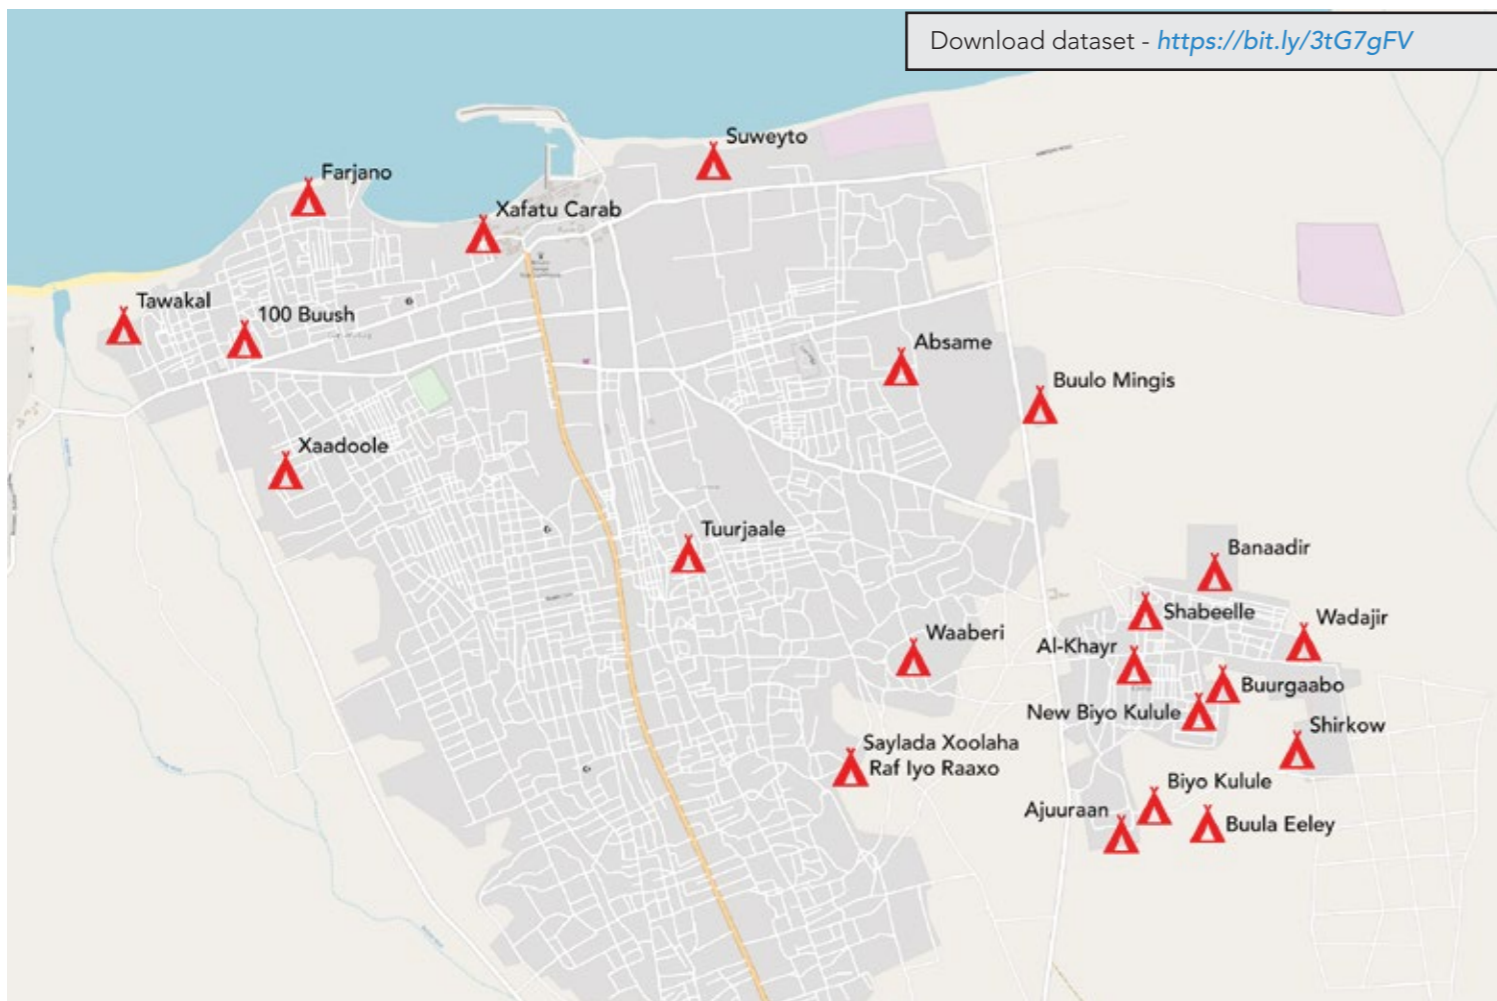 Download dataset - https://bit.ly/3tG7gFV
Suweyto
Farjano
Xafatu Carab
Tawakal
100 Buush
Absame
Buulo Mingis
Xaadoole
Tuurjaale
Banaadir
Shabeelle
Wadajir
Waaberi
Al-Khayr
Buurgaabo
New Biyo Kulule
Shirkow
Saylada Xoolaha
Raf Iyo Raaxo
Biyo Kulule
Ajuuraan
Buula Eeley